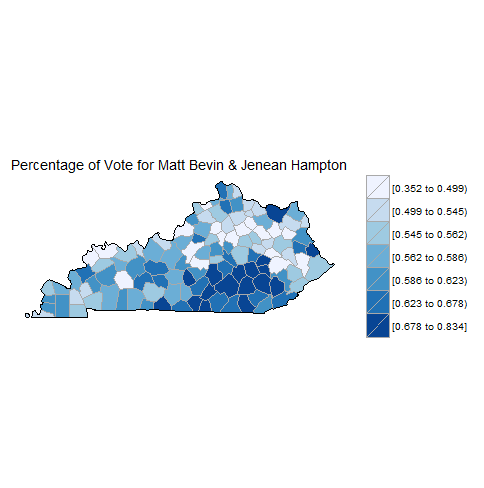 Percentage of Vote for Matt Bevin & Jenean Hampton
[0.352 to 0.499)
[0.499 to 0.545)
[0.545 to 0.562)
[0.562 to 0.586)
[0.586 to 0.623)
[0.623 to 0.678)
[0.678 to 0.834]